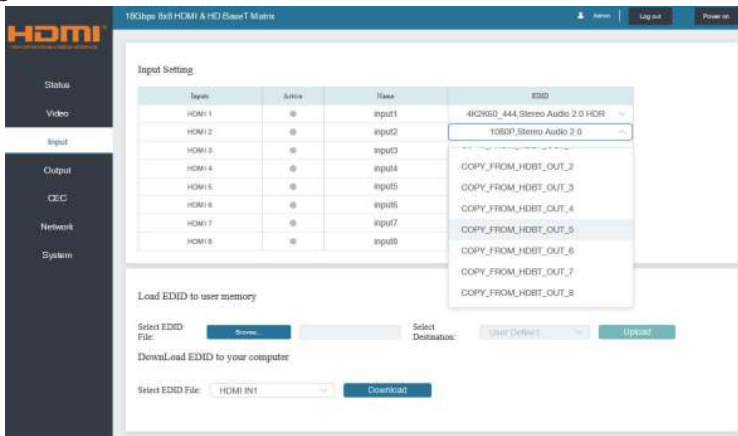 18Gbps 8x8 HDMI & HD BaseT Matrix
Admin
Log out
Power on
HDMI
Status
Video
Input
Output
CEC
Network
System
Input Setting
Inputs Active Name EDID
HDMI 1 input1 4K2K60_444,Stereo Audio 2.0 HDR
HDMI 2 input2 1080P,Stereo Audio 2.0
HDMI 3 input3
HDMI 4 input4 COPY_FROM_HDBT_OUT_2
HDMI 5 input5 COPY_FROM_HDBT_OUT_3
HDMI 6 input6 COPY_FROM_HDBT_OUT_4
HDMI 7 input7 COPY_FROM_HDBT_OUT_5
HDMI 8 input8 COPY_FROM_HDBT_OUT_6
COPY_FROM_HDBT_OUT_7
COPY_FROM_HDBT_OUT_8
Load EDID to user memory
Select EDID
File:
Browse...
Select
Destination:
User Define1
Upload
DownLoad EDID to your computer
Select EDID File: HDMI IN1 Download